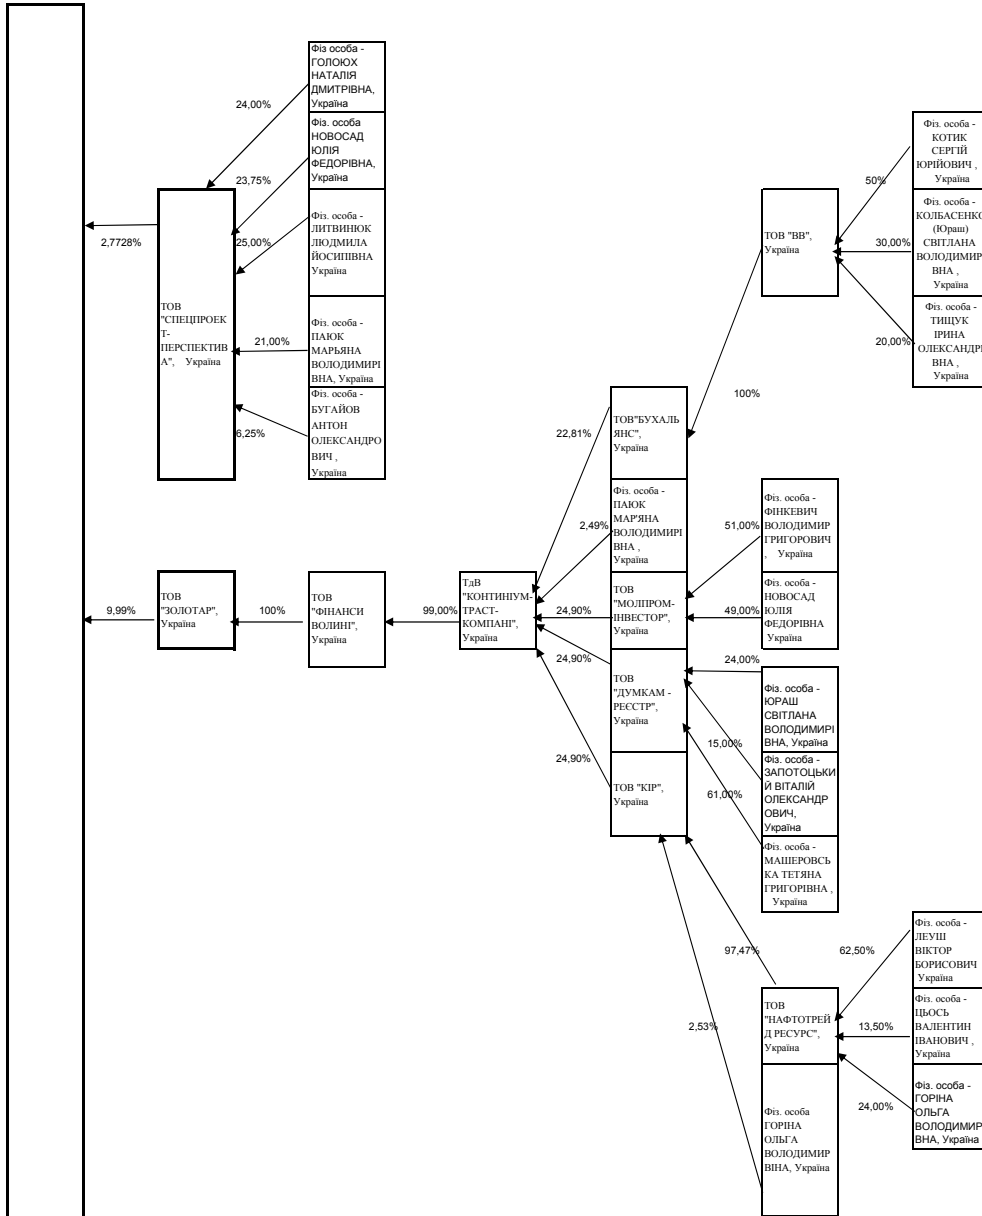 Фіз особа -
ГОЛОЮХ
НАТАЛІЯ
ДМИТРІВНА,
Україна
24,00%
Фіз. особа
НОВОСАД
ЮЛІЯ
ФЕДОРІВНА,
Україна
23,75%
Фіз. особа -
ЛИТВИНЮК
ЛЮДМИЛА
ЙОСИПІВНА
Україна
25,00%
2,7728%
ТОВ
"СПЕЦПРОЕК
Т-
ПЕРСПЕКТИВ
А", Україна
Фіз. особа -
ПАЮК
МАРЬЯНА
ВОЛОДИМИРІ
ВНА, Україна
21,00%
Фіз. особа -
БУГАЙОВ
АНТОН
ОЛЕКСАНДРО
ВИЧ ,
Україна
6,25%
Фіз. особа -
КОТИК
СЕРГІЙ
ЮРІЙОВИЧ ,
Україна
50%
ТОВ "ВВ",
Україна
Фіз. особа -
КОЛБАСЕНКО
(Юраш)
СВІТЛАНА
ВОЛОДИМИР
ВНА ,
Україна
30,00%
Фіз. особа -
ТИЩУК
ІРИНА
ОЛЕКСАНДРІ
ВНА ,
Україна
20,00%
100%
ТОВ"БУХАЛЬ
ЯНС",
Україна
22,81%
Фіз. особа -
ПАЮК
МАР'ЯНА
ВОЛОДИМИРІ
ВНА ,
Україна
2,49%
Фіз. особа -
ФІНКЕВИЧ
ВОЛОДИМИР
ГРИГОРОВИЧ
, Україна
51,00%
9,99%
ТОВ
"ЗОЛОТАР",
Україна
100%
ТОВ
"ФІНАНСИ
ВОЛИНІ",
Україна
99,00%
ТдВ
"КОНТИНІУМ-
ТРАСТ-
КОМПАНІ",
Україна
24,90%
ТОВ
"МОЛПРОМ-
ІНВЕСТОР",
Україна
49,00%
Фіз. особа -
НОВОСАД
ЮЛІЯ
ФЕДОРІВНА
Україна
24,90%
ТОВ
"ДУМКАМ -
РЕЄСТР",
Україна
24,00%
Фіз. особа -
ЮРАШ
СВІТЛАНА
ВОЛОДИМИРІ
ВНА, Україна
15,00%
Фіз. особа -
ЗАПОТОЦЬКИ
Й ВІТАЛІЙ
ОЛЕКСАНДР
ОВИЧ,
Україна
24,90%
ТОВ "КІР",
Україна
61,00%
Фіз. особа -
МАШЕРОВСЬ
КА ТЕТЯНА
ГРИГОРІВНА ,
Україна
97,47%
62,50%
Фіз. особа -
ЛЕУШ
ВІКТОР
БОРИСОВИЧ
Україна
2,53%
ТОВ
"НАФТОТРЕЙ
Д РЕСУРС",
Україна
13,50%
Фіз. особа -
ЦЬОСЬ
ВАЛЕНТИН
ІВАНОВИЧ ,
Україна
24,00%
Фіз. особа -
ГОРІНА
ОЛЬГА
ВОЛОДИМИР
ВНА, Україна
Фіз. особа
ГОРІНА
ОЛЬГА
ВОЛОДИМИР
ВІНА, Україна